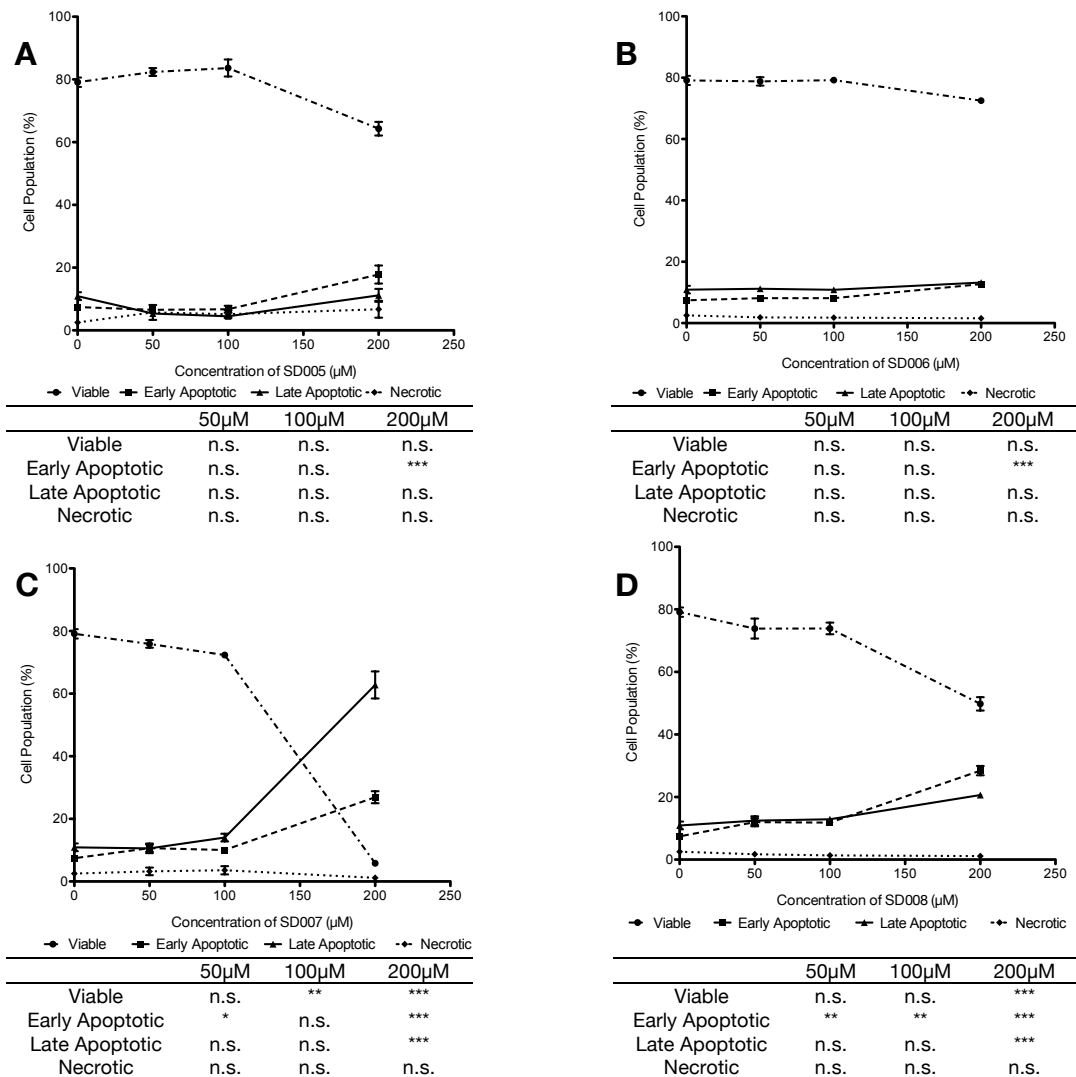 A
100
80
60
40
20
0
Cell Population (%)
0 50 100 150 200 250
Concentration of SD005 (µM)
Viable Early Apoptotic Late Apoptotic Necrotic
50µM 100µM 200µM
Viable n.s. n.s. n.s.
Early Apoptotic n.s. n.s. ***
Late Apoptotic n.s. n.s. n.s.
Necrotic n.s. n.s. n.s.
B
100
80
60
40
20
0
Cell Population (%)
0 50 100 150 200 250
Concentration of SD006 (µM)
Viable Early Apoptotic Late Apoptotic Necrotic
50µM 100µM 200µM
Viable n.s. n.s. n.s.
Early Apoptotic n.s. n.s. ***
Late Apoptotic n.s. n.s. n.s.
Necrotic n.s. n.s. n.s.
C
100
80
60
40
20
0
Cell Population (%)
0 50 100 150 200 250
Concentration of SD007 (µM)
Viable Early Apoptotic Late Apoptotic Necrotic
50µM 100µM 200µM
Viable n.s. ** ***
Early Apoptotic * n.s. ***
Late Apoptotic n.s. n.s. ***
Necrotic n.s. n.s. n.s.
D
100
80
60
40
20
0
Cell Population (%)
0 50 100 150 200 250
Concentration of SD008 (µM)
Viable Early Apoptotic Late Apoptotic Necrotic
50µM 100µM 200µM
Viable n.s. n.s. ***
Early Apoptotic ** ** ***
Late Apoptotic n.s. n.s. ***
Necrotic n.s. n.s. n.s.